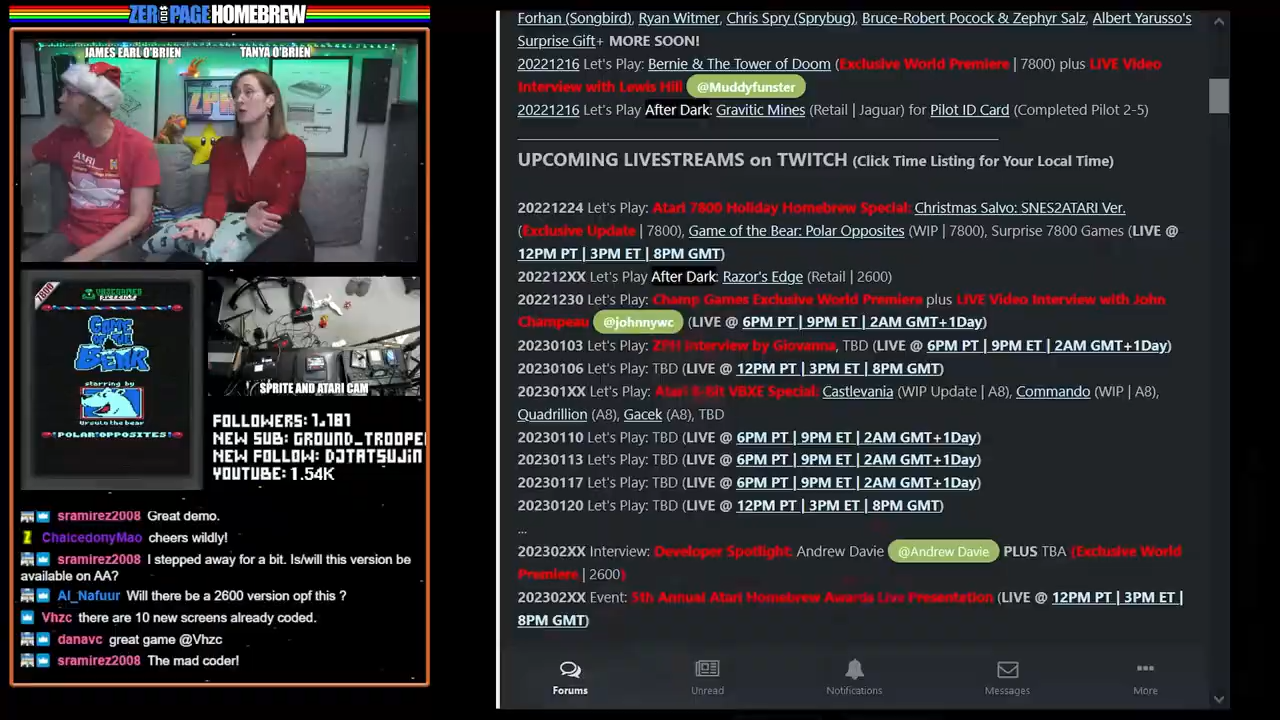 ZEROPAGE HOMEBREW
JAMES EARL O'BRIEN
TANYA O'BRIEN
ATARI
ZPH
VHZCGAMES
presents
GAME
OF THE
BEAR
starring by
Ursula the bear
POLAR OPPOSITES
7800
SPRITE AND ATARI CAM
FOLLOWERS: 1,181
NEW SUB: GROUND_TROOPER
NEW FOLLOW: DJTATSUJIN
YOUTUBE: 1.54K
sramirez2008 Great demo.
ChalcedonyMao cheers wildly!
sramirez2008 I stepped away for a bit. Is/will this version be
available on AA?
Al_Nafuur Will there be a 2600 version opf this ?
Vhzc there are 10 new screens already coded.
danavc great game @Vhzc
sramirez2008 The mad coder!
Forhan (Songbird), Ryan Witmer, Chris Spry (Sprybug), Bruce-Robert Pocock & Zephyr Salz, Albert Yarusso's
Surprise Gift+ MORE SOON!
20221216 Let's Play: Bernie & The Tower of Doom (Exclusive World Premiere | 7800) plus LIVE Video
Interview with Lewis Hill @Muddyfunster
20221216 Let's Play After Dark: Gravitic Mines (Retail | Jaguar) for Pilot ID Card (Completed Pilot 2-5)
UPCOMING LIVESTREAMS on TWITCH (Click Time Listing for Your Local Time)
20221224 Let's Play: Atari 7800 Holiday Homebrew Special: Christmas Salvo: SNES2ATARI Ver.
(Exclusive Update | 7800), Game of the Bear: Polar Opposites (WIP | 7800), Surprise 7800 Games (LIVE @
12PM PT | 3PM ET | 8PM GMT)
202212XX Let's Play After Dark: Razor's Edge (Retail | 2600)
20221230 Let's Play: Champ Games Exclusive World Premiere plus LIVE Video Interview with John
Champeau @johnnywc (LIVE @ 6PM PT | 9PM ET | 2AM GMT+1Day)
20230103 Let's Play: ZPH Interview by Giovanna, TBD (LIVE @ 6PM PT | 9PM ET | 2AM GMT+1Day)
20230106 Let's Play: TBD (LIVE @ 12PM PT | 3PM ET | 8PM GMT)
202301XX Let's Play: Atari 8-Bit VBXE Special: Castlevania (WIP Update | A8), Commando (WIP | A8),
Quadrillion (A8), Gacek (A8), TBD
20230110 Let's Play: TBD (LIVE @ 6PM PT | 9PM ET | 2AM GMT+1Day)
20230113 Let's Play: TBD (LIVE @ 6PM PT | 9PM ET | 2AM GMT+1Day)
20230117 Let's Play: TBD (LIVE @ 6PM PT | 9PM ET | 2AM GMT+1Day)
20230120 Let's Play: TBD (LIVE @ 12PM PT | 3PM ET | 8PM GMT)
...
202302XX Interview: Developer Spotlight: Andrew Davie @Andrew Davie PLUS TBA (Exclusive World
Premiere | 2600)
202302XX Event: 5th Annual Atari Homebrew Awards Live Presentation (LIVE @ 12PM PT | 3PM ET |
8PM GMT)
Forums
Unread
Notifications
Messages
More